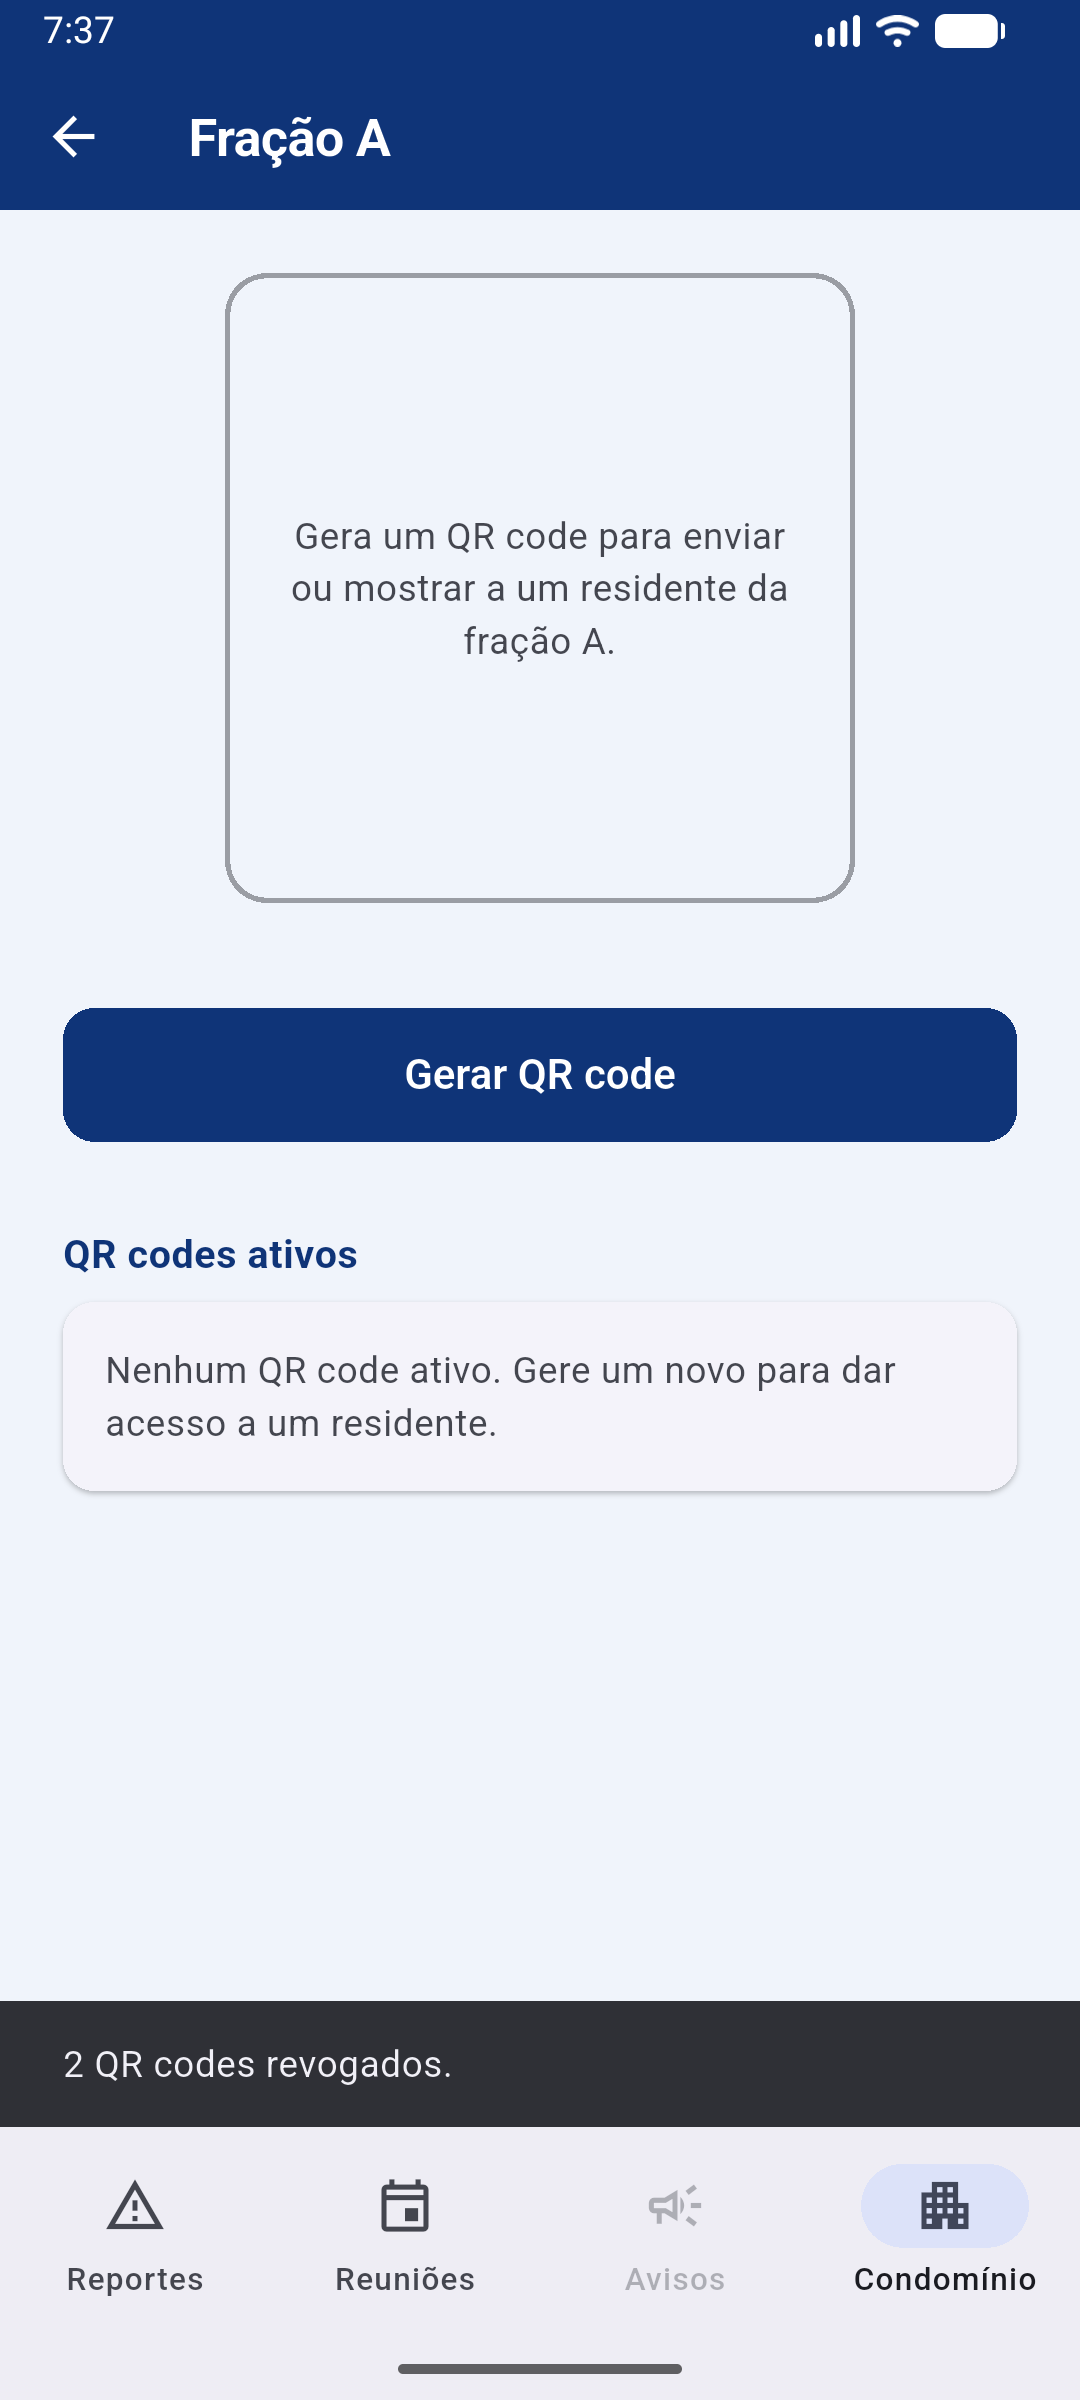 7:37
Fração A
Gera um QR code para enviar
ou mostrar a um residente da
fração A.
Gerar QR code
QR codes ativos
Nenhum QR code ativo. Gere um novo para dar
acesso a um residente.
2 QR codes revogados.
Reportes
Reuniões
Avisos
Condomínio